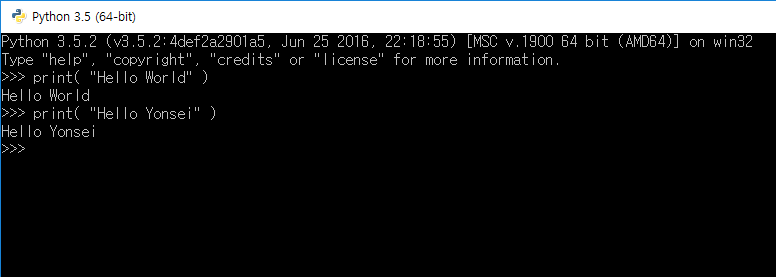 Python 3.5 (64-bit)
Python 3.5.2 (v3.5.2:4def2a2901a5, Jun 25 2016, 22:18:55) [MSC v.1900 64 bit (AMD64)] on win32
Type "help", "copyright", "credits" or "license" for more information.
>>> print( "Hello World" )
Hello World
>>> print( "Hello Yonsei" )
Hello Yonsei
>>>